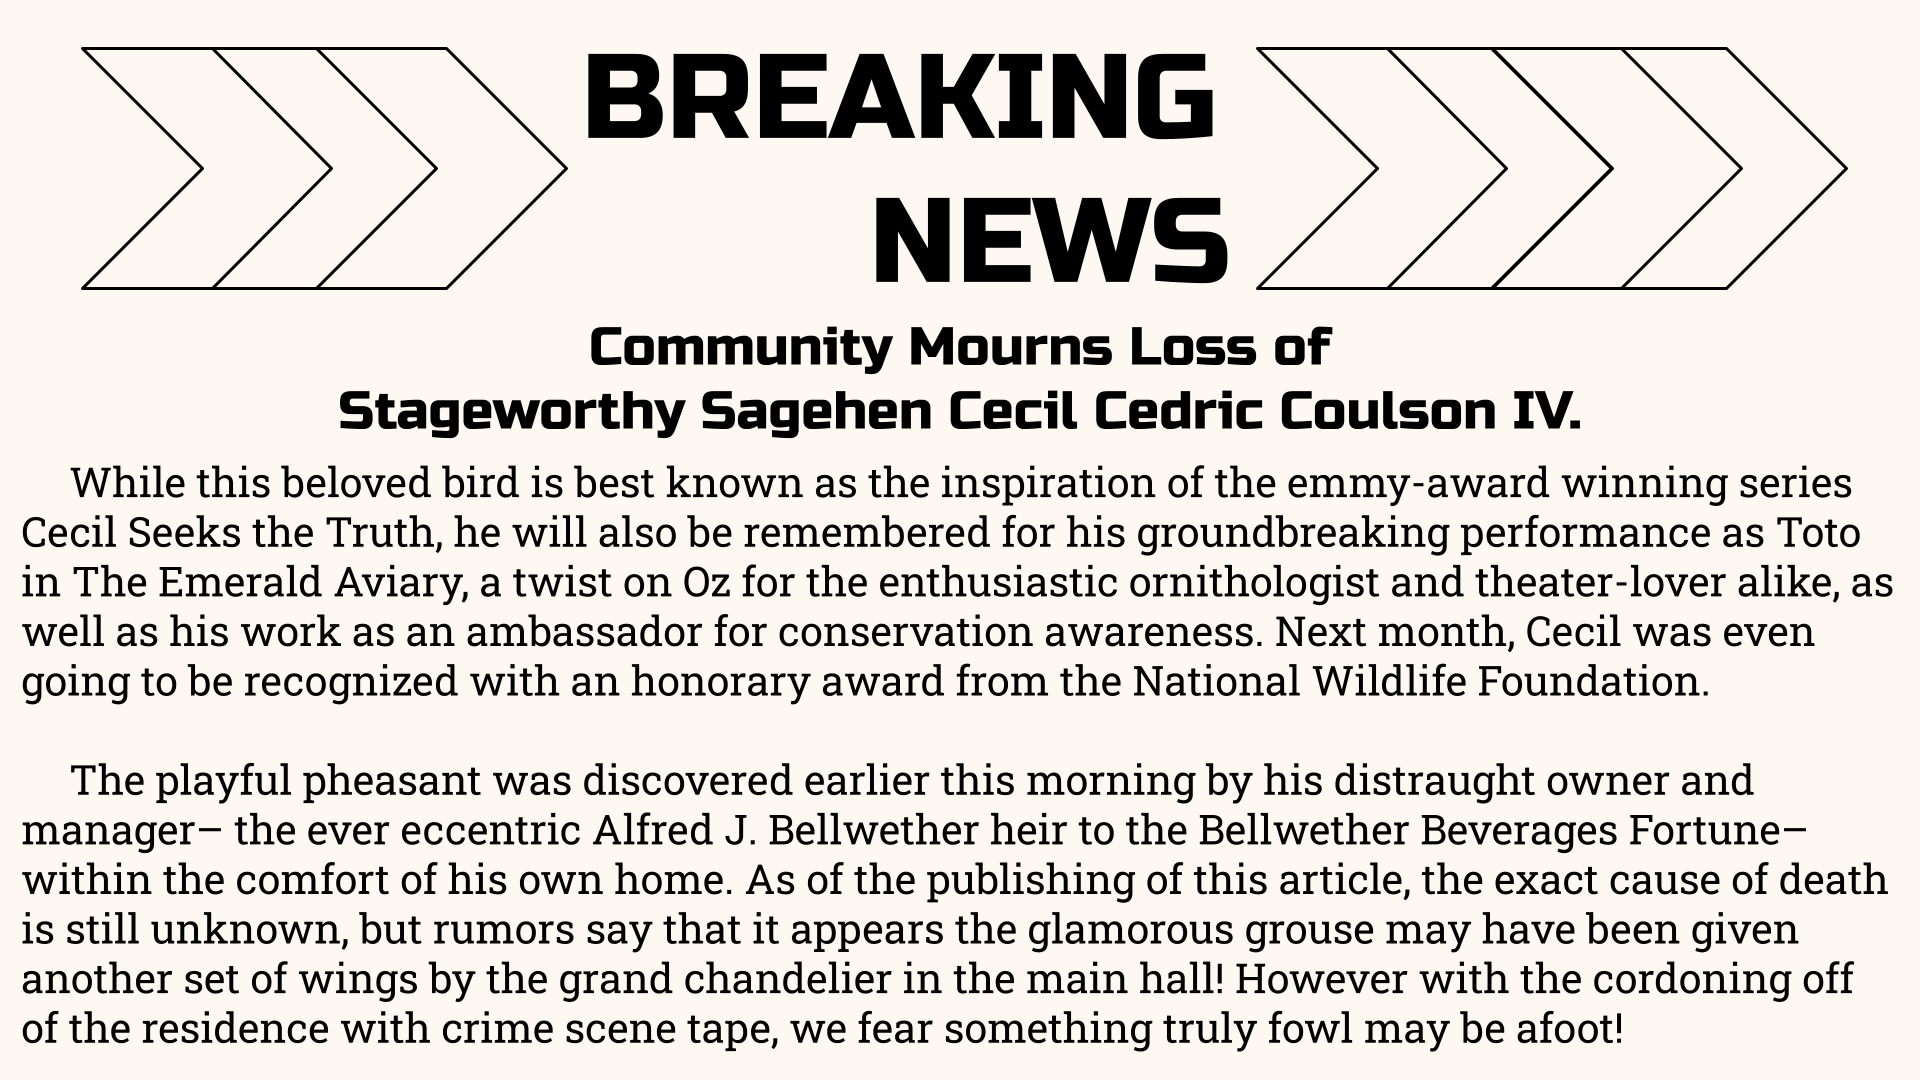 BREAKING
NEWS
Community Mourns Loss of
Stageworthy Sagehen Cecil Cedric Coulson IV.
While this beloved bird is best known as the inspiration of the emmy-award winning series
Cecil Seeks the Truth, he will also be remembered for his groundbreaking performance as Toto
in The Emerald Aviary, a twist on Oz for the enthusiastic ornithologist and theater-lover alike, as
well as his work as an ambassador for conservation awareness. Next month, Cecil was even
going to be recognized with an honorary award from the National Wildlife Foundation.
The playful pheasant was discovered earlier this morning by his distraught owner and
manager– the ever eccentric Alfred J. Bellwether heir to the Bellwether Beverages Fortune–
within the comfort of his own home. As of the publishing of this article, the exact cause of death
is still unknown, but rumors say that it appears the glamorous grouse may have been given
another set of wings by the grand chandelier in the main hall! However with the cordoning off
of the residence with crime scene tape, we fear something truly fowl may be afoot!